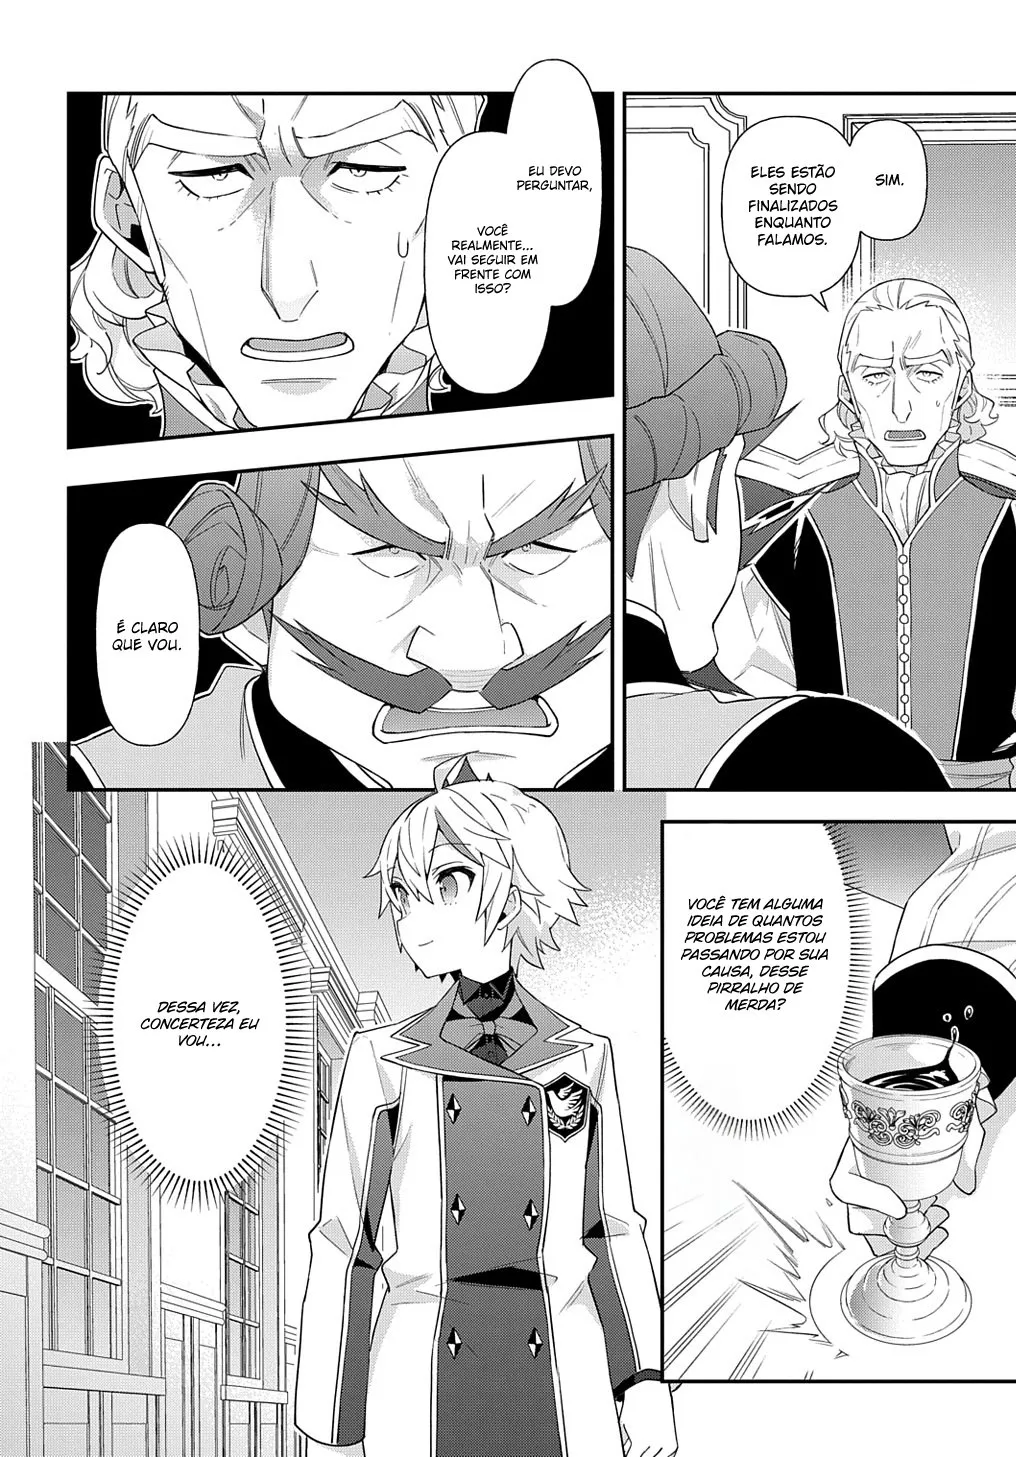 SIM.
ELES ESTÃO
SENDO
FINALIZADOS
ENQUANTO
FALAMOS.
EU DEVO
PERGUNTAR,
VOCÊ
REALMENTE...
VAI SEGUIR EM
FRENTE COM
ISSO?
É CLARO
QUE VOU.
VOCÊ TEM ALGUMA
IDEIA DE QUANTOS
PROBLEMAS ESTOU
PASSANDO POR SUA
CAUSA, DESSE
PIRRALHO DE
MERDA?
DESSA VEZ,
CONCERTEZA EU
VOU...